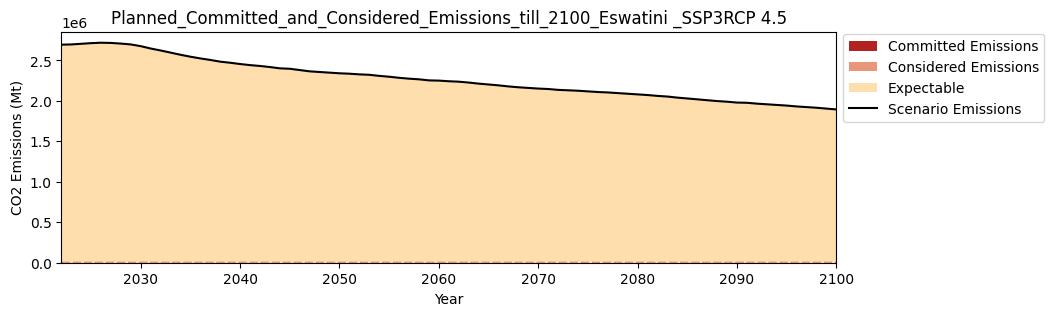 Planned_Committed_and_Considered_Emissions_till_2100_Eswatini _SSP3RCP 4.5
1e6
2.5
2.0
1.5
1.0
0.5
0.0
CO2 Emissions (Mt)
2030 2040 2050 2060 2070 2080 2090 2100
Year
Committed Emissions
Considered Emissions
Expectable
Scenario Emissions